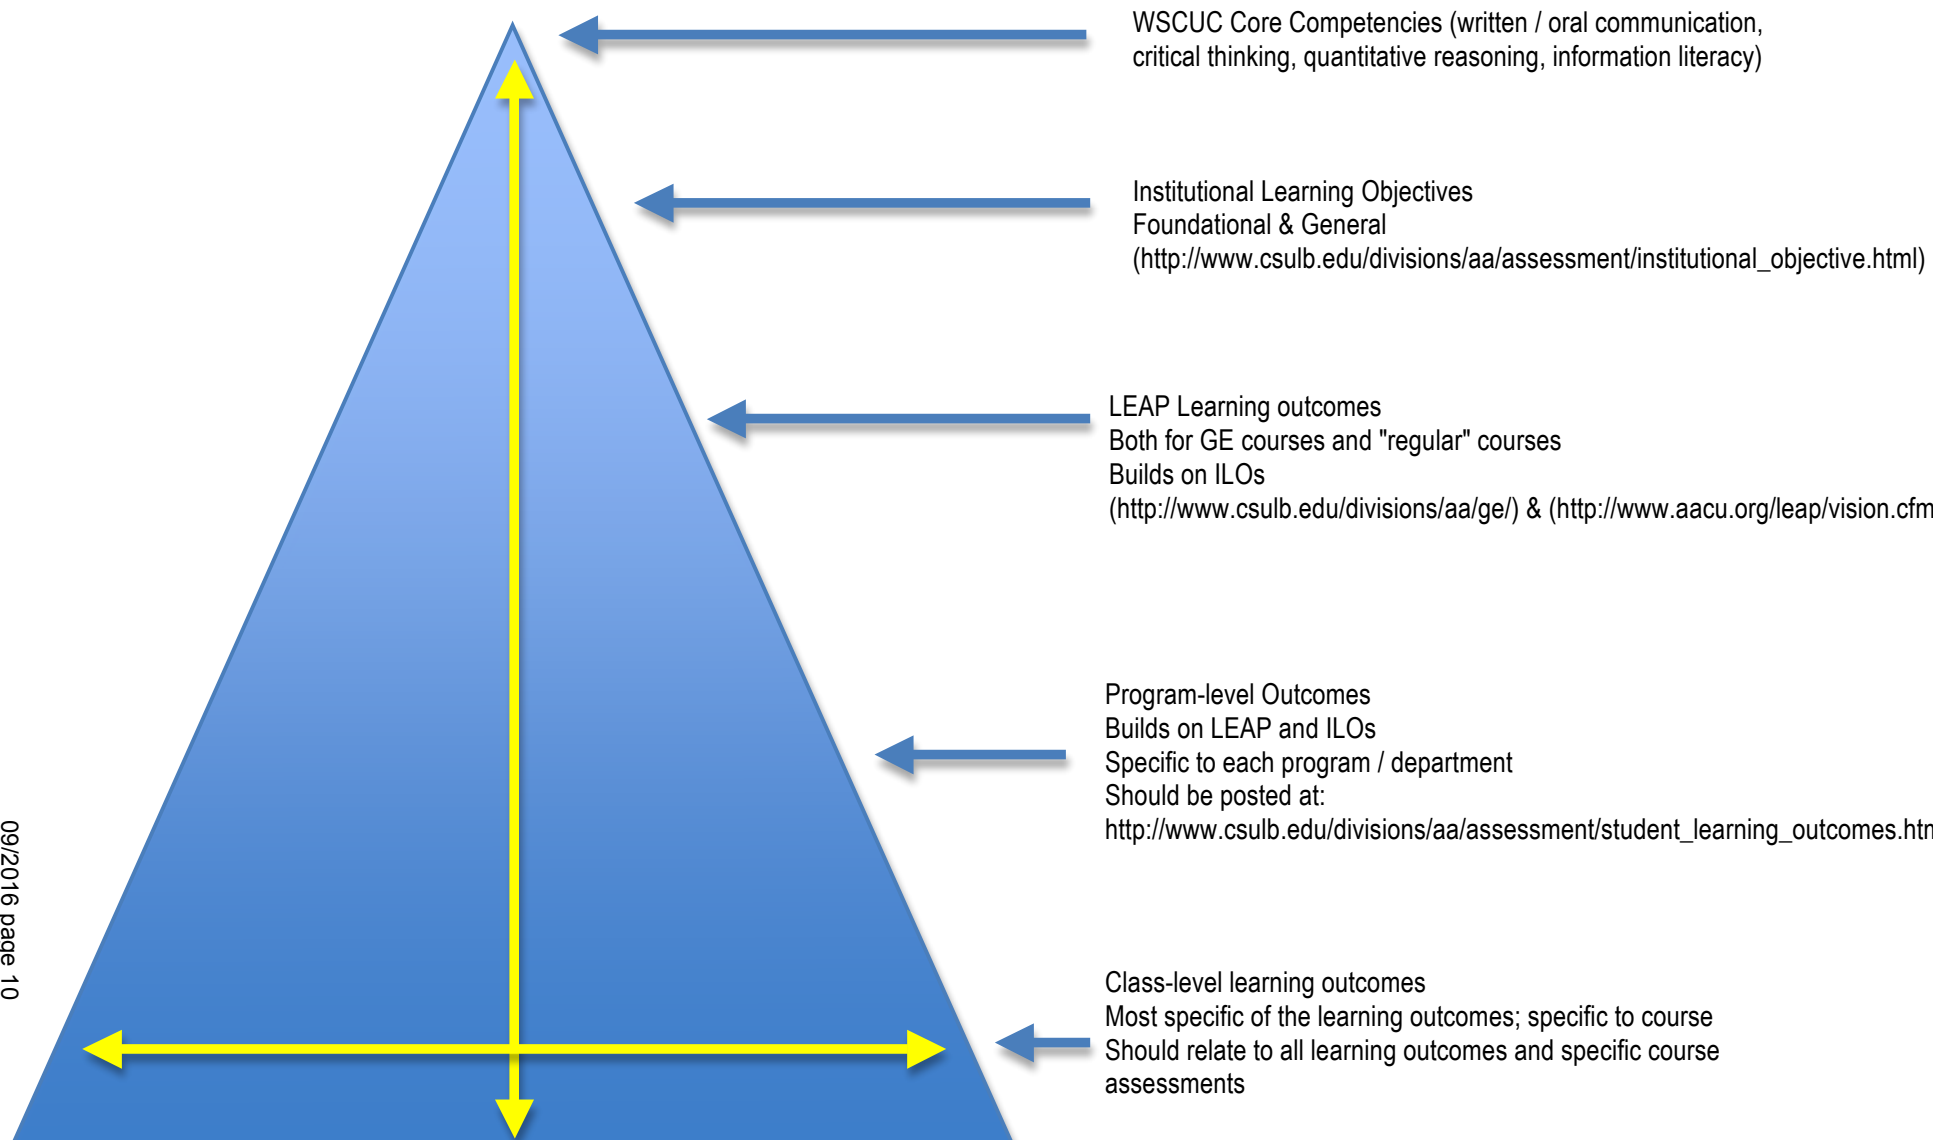 WSCUC Core Competencies (written / oral communication,
critical thinking, quantitative reasoning, information literacy)
Institutional Learning Objectives
Foundational & General
(http://www.csulb.edu/divisions/aa/assessment/institutional_objective.html)
LEAP Learning outcomes
Both for GE courses and "regular" courses
Builds on ILOs
(http://www.csulb.edu/divisions/aa/ge/) & (http://www.aacu.org/leap/vision.cfm
Program-level Outcomes
Builds on LEAP and ILOs
Specific to each program / department
Should be posted at:
http://www.csulb.edu/divisions/aa/assessment/student_learning_outcomes.htm
Class-level learning outcomes
Most specific of the learning outcomes; specific to course
Should relate to all learning outcomes and specific course
assessments
09/2016 page 10